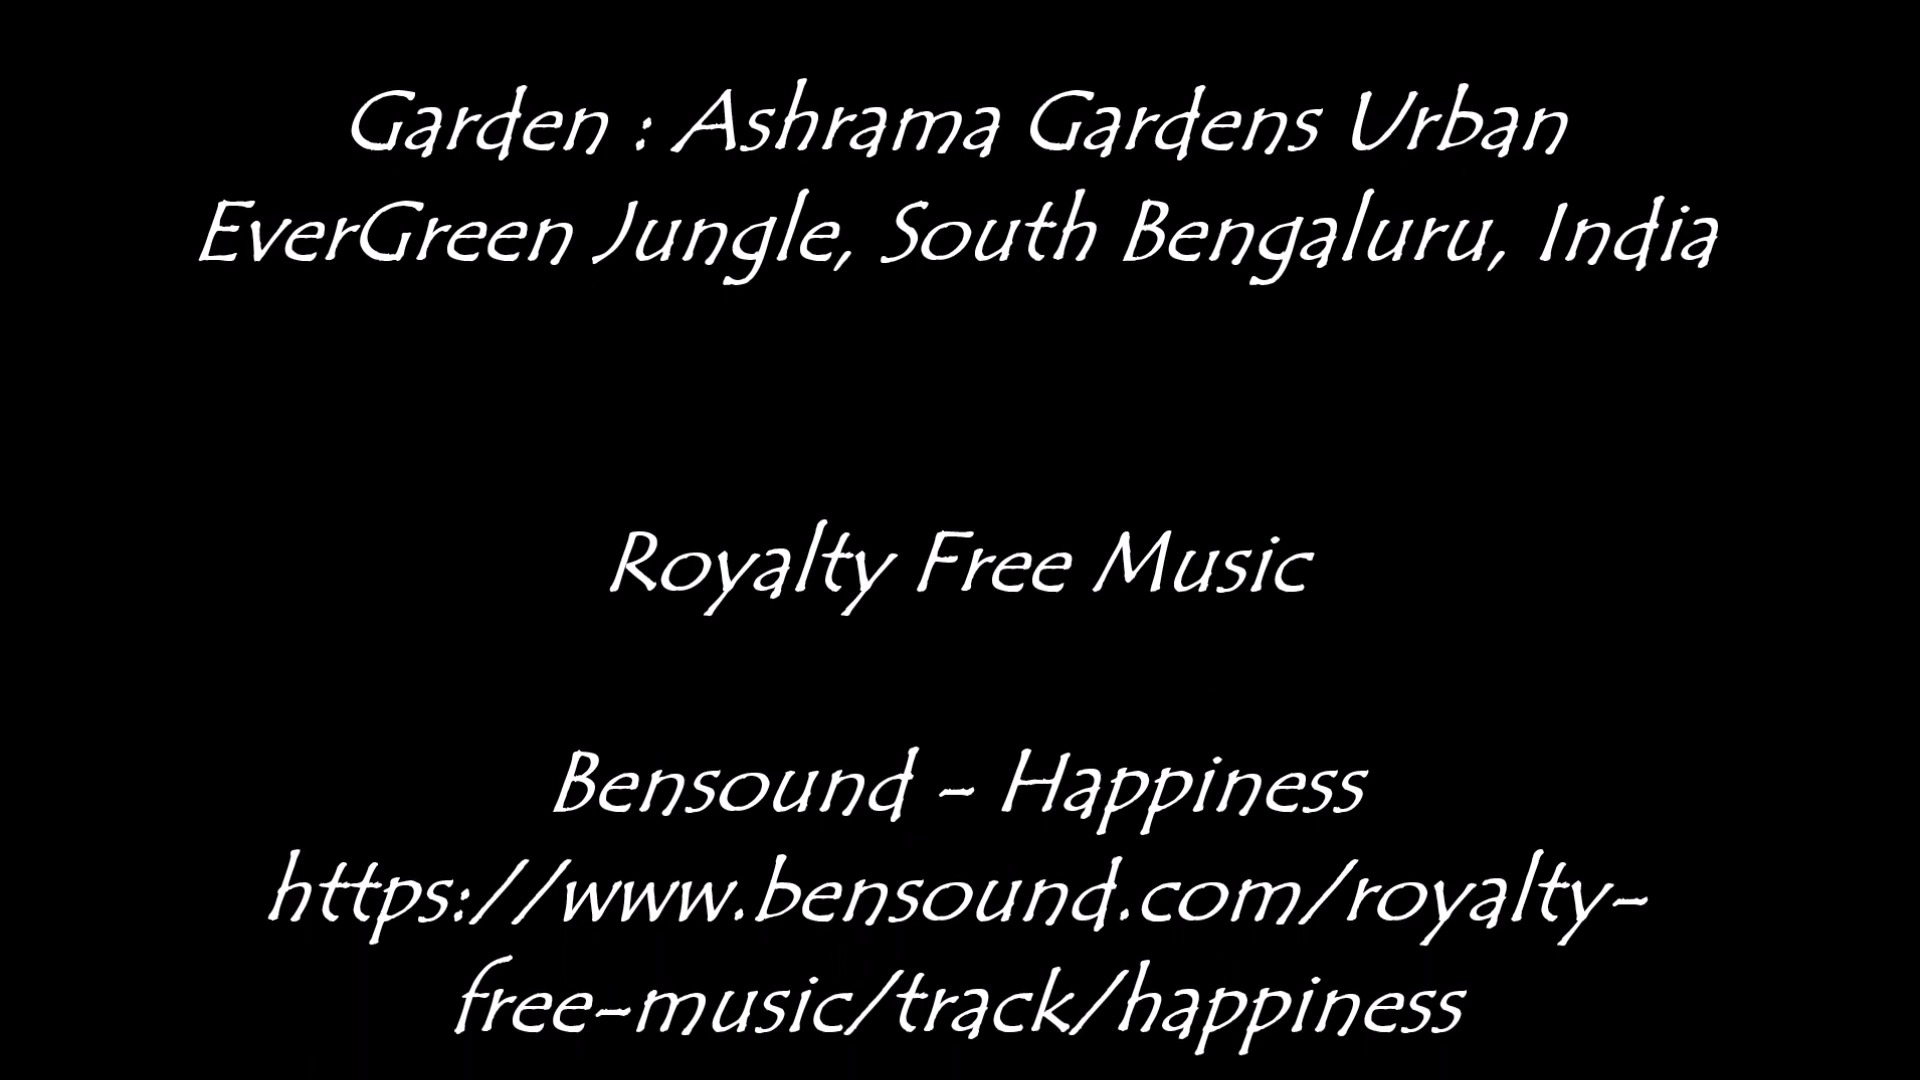 Garden : Ashrama Gardens Urban
EverGreen Jungle, South Bengaluru, India
Royalty Free Music
Bensound - Happiness
https://www.bensound.com/royalty-
free-music/track/happiness